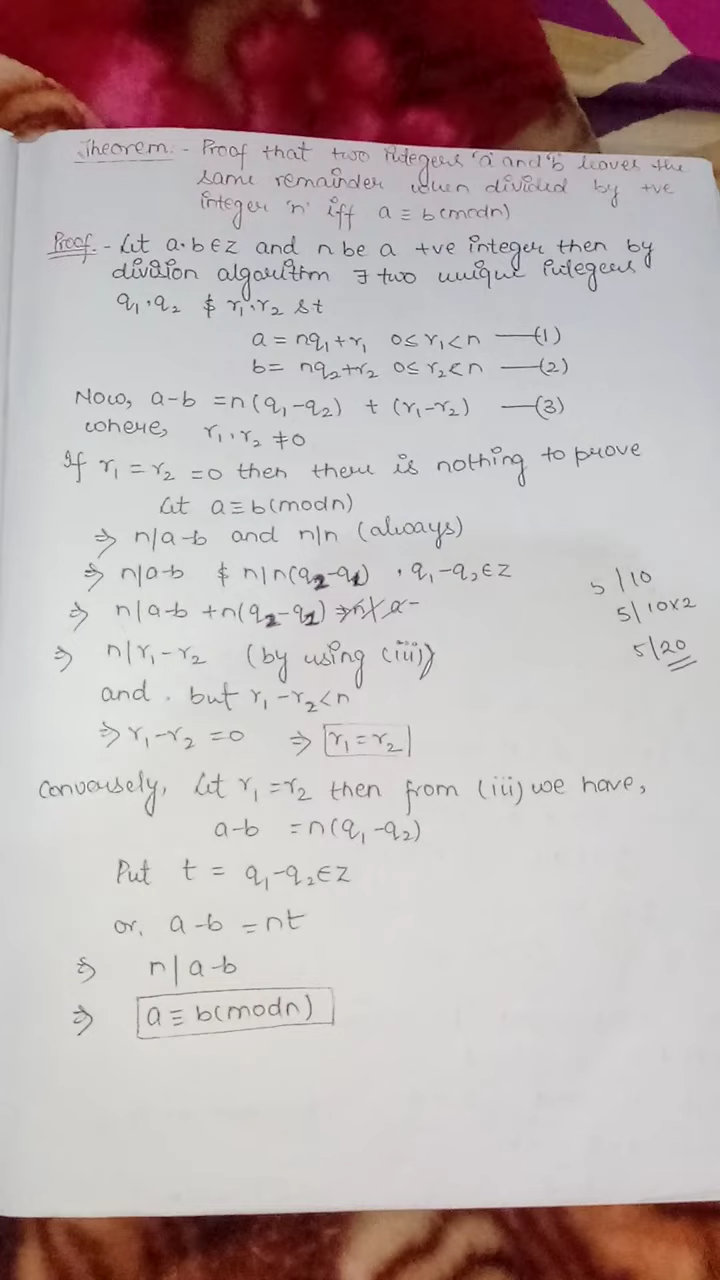 Theorem :- Proof that two integers 'a' and 'b' leaves the
same remainder when divided by +ve
integer 'n' iff a ≡ b(modn)
Proof :- Let a,b∈Z and n be a +ve integer then by
division algorithm ∃ two unique integers
q₁,q₂ & r₁,r₂ st
a = nq₁+r₁ 0≤r₁<n —(1)
b= nq₂+r₂ 0≤r₂<n —(2)
Now, a-b =n(q₁-q₂) + (r₁-r₂) —(3)
where, r₁,r₂ ≠0
If r₁=r₂ =0 then there is nothing to prove
Let a≡b(modn)
⇒ n/a-b and n/n (always)
⇒ n/a-b & n/n(q₂-q₁) , q₁-q₂∈Z
⇒ n/a-b +n(q₂-q₁)
⇒ n/r₁-r₂ (by using (iii))
and . but r₁-r₂<n
⇒ r₁-r₂ =0 ⇒ r₁=r₂
5/10
5/10×2
5/20
Conversely, Let r₁=r₂ then from (iii) we have,
a-b =n(q₁-q₂)
Put t = q₁-q₂∈Z
or, a-b =nt
⇒ n/a-b
⇒ a ≡ b(modn)